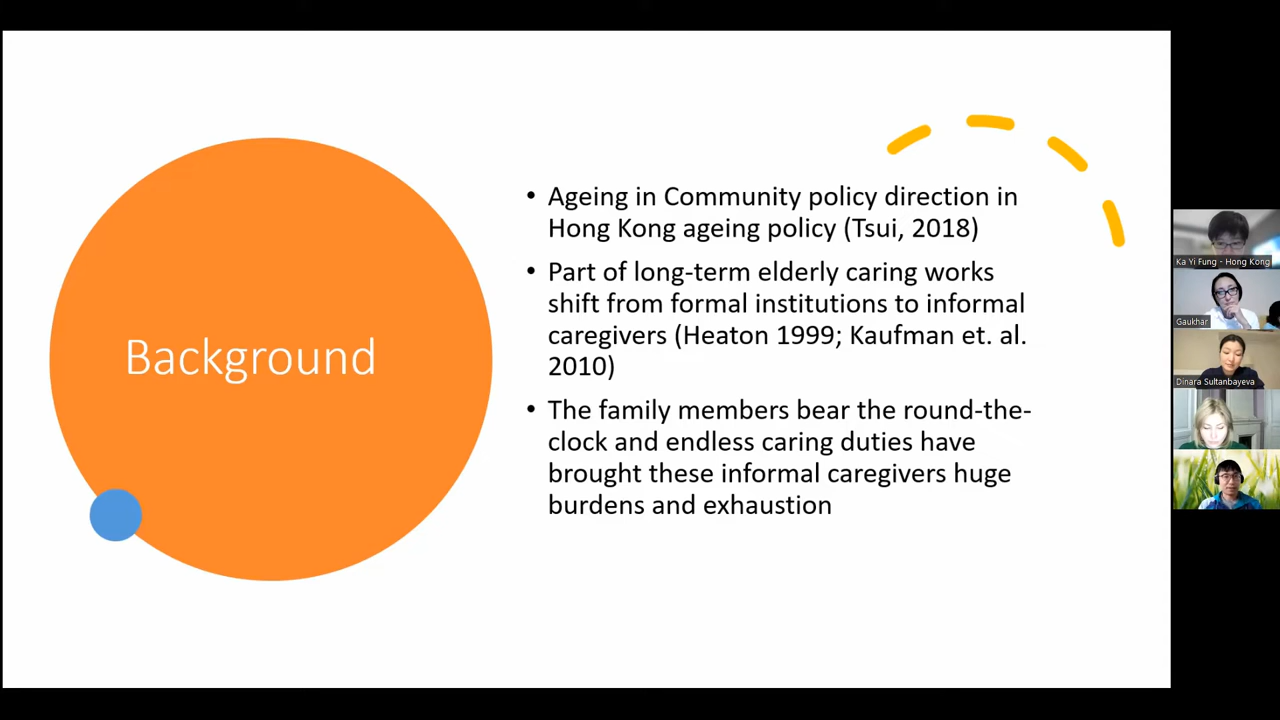 Background
• Ageing in Community policy direction in
Hong Kong ageing policy (Tsui, 2018)
• Part of long-term elderly caring works
shift from formal institutions to informal
caregivers (Heaton 1999; Kaufman et. al.
2010)
• The family members bear the round-the-
clock and endless caring duties have
brought these informal caregivers huge
burdens and exhaustion
Ka Yi Fung - Hong Kong
Gaukhar
Dinara Sultanbayeva